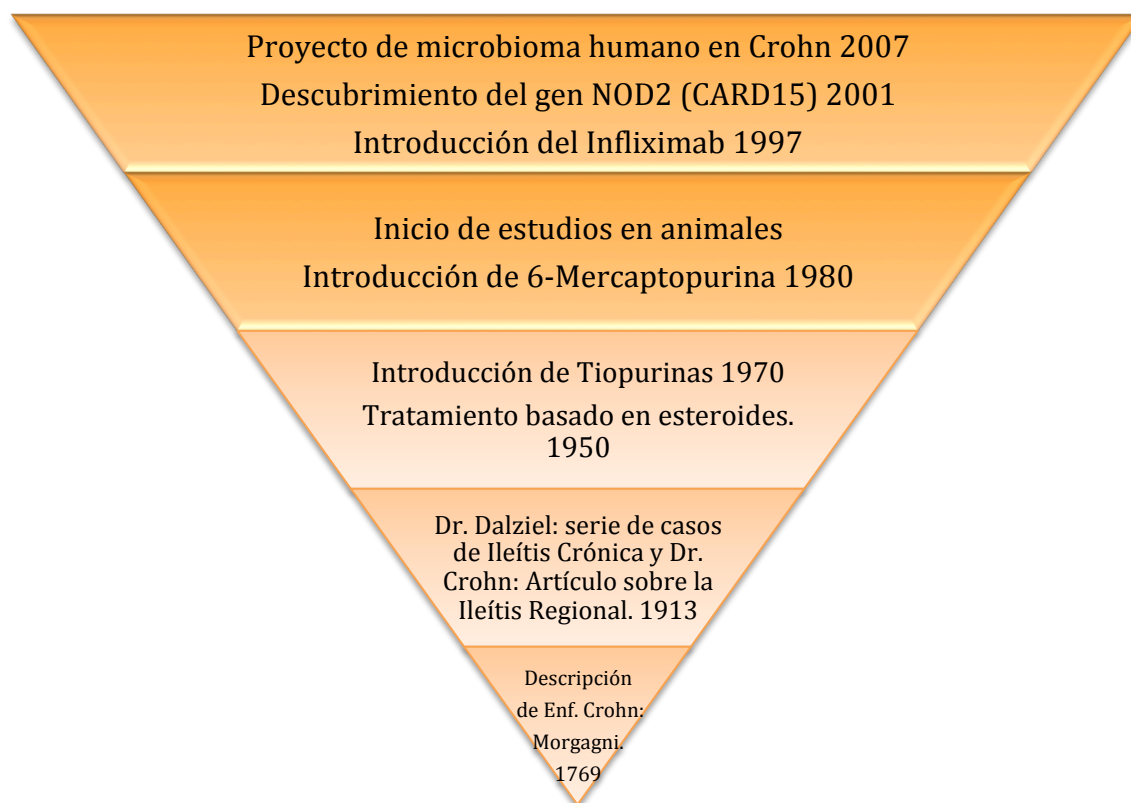 Proyecto de microbioma humano en Crohn 2007
Descubrimiento del gen NOD2 (CARD15) 2001
Introducción del Infliximab 1997
Inicio de estudios en animales
Introducción de 6-Mercaptopurina 1980
Introducción de Tiopurinas 1970
Tratamiento basado en esteroides.
1950
Dr. Dalziel: serie de casos
de Ileítis Crónica y Dr.
Crohn: Artículo sobre la
Ileítis Regional. 1913
Descripción
de Enf. Crohn:
Morgagni.
1769